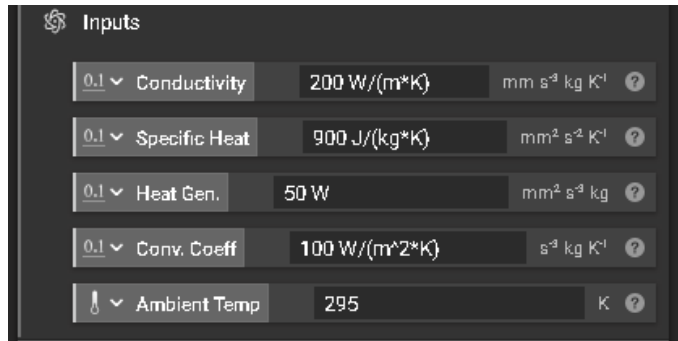 Inputs
0.1 Conductivity 200 W/(m*K) mm s⁻³ kg K⁻¹ ?
0.1 Specific Heat 900 J/(kg*K) mm² s⁻² K⁻¹ ?
0.1 Heat Gen. 50 W mm² s⁻³ kg ?
0.1 Conv. Coeff 100 W/(m^2*K) s⁻³ kg K⁻¹ ?
Ambient Temp 295 K ?